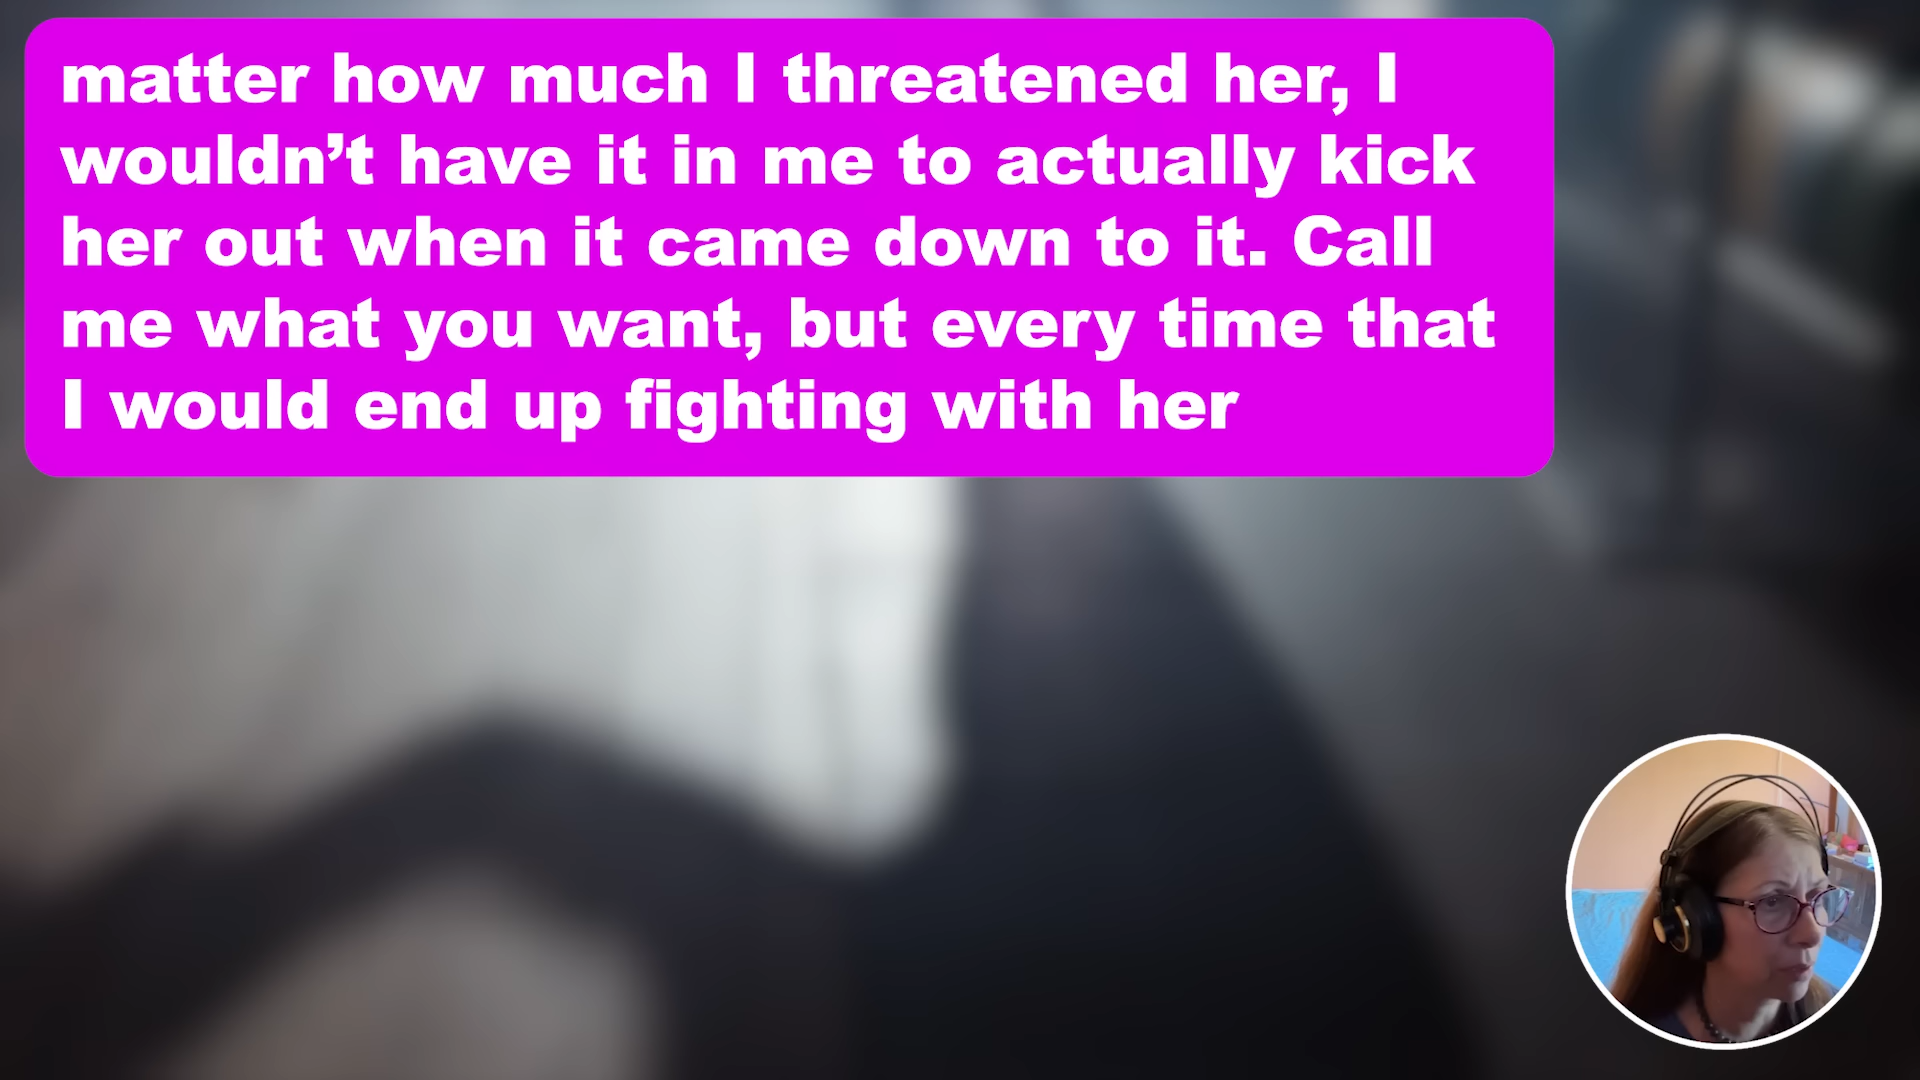 matter how much I threatened her, I
wouldn’t have it in me to actually kick
her out when it came down to it. Call
me what you want, but every time that
I would end up fighting with her